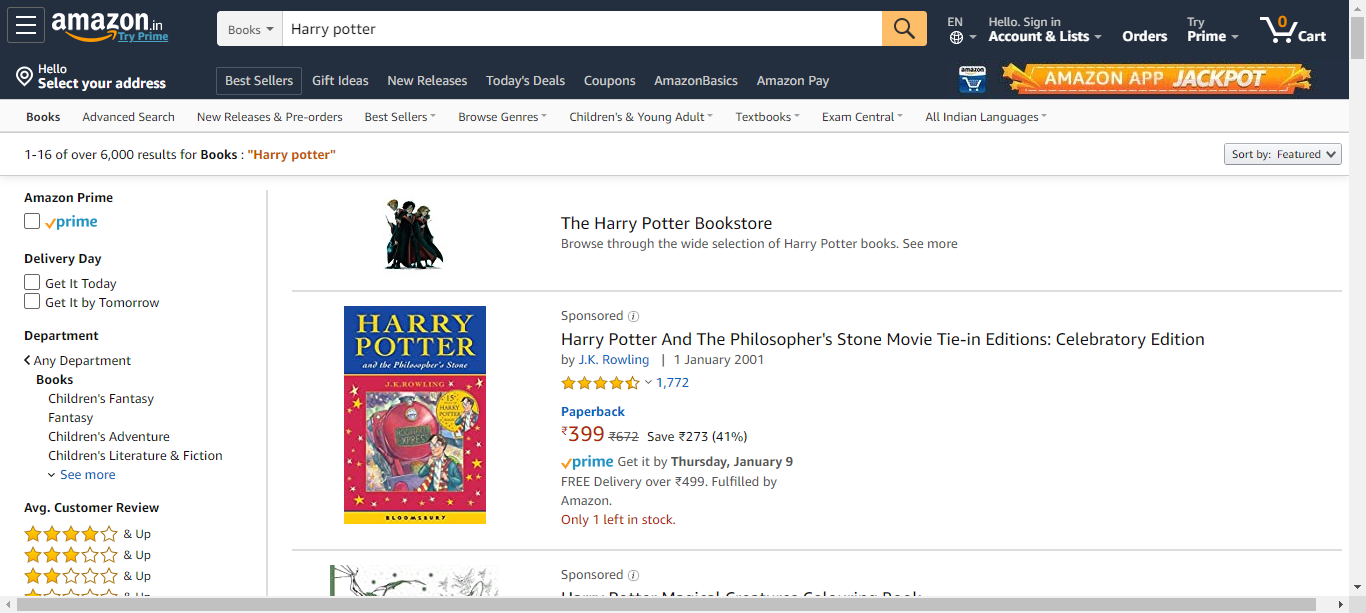 amazon.in
Try Prime
Books
Harry potter
EN
Hello. Sign in
Account & Lists
Orders
Try
Prime
0
Cart
Hello
Select your address
Best Sellers
Gift Ideas
New Releases
Today's Deals
Coupons
AmazonBasics
Amazon Pay
amazon
AMAZON APP JACKPOT
Books
Advanced Search
New Releases & Pre-orders
Best Sellers
Browse Genres
Children's & Young Adult
Textbooks
Exam Central
All Indian Languages
1-16 of over 6,000 results for Books : "Harry potter"
Sort by: Featured
Amazon Prime
prime
Delivery Day
Get It Today
Get It by Tomorrow
Department
Any Department
Books
Children's Fantasy
Fantasy
Children's Adventure
Children's Literature & Fiction
See more
Avg. Customer Review
& Up
& Up
& Up
& Up
The Harry Potter Bookstore
Browse through the wide selection of Harry Potter books. See more
HARRY
POTTER
and the Philosopher's Stone
J.K.ROWLING
HOGWARTS
EXPRESS
BLOOMSBURY
Sponsored
Harry Potter And The Philosopher's Stone Movie Tie-in Editions: Celebratory Edition
by J.K. Rowling | 1 January 2001
1,772
Paperback
₹399 ₹672 Save ₹273 (41%)
prime Get it by Thursday, January 9
FREE Delivery over ₹499. Fulfilled by
Amazon.
Only 1 left in stock.
Sponsored
Harry Potter Magical Creatures Colouring Book